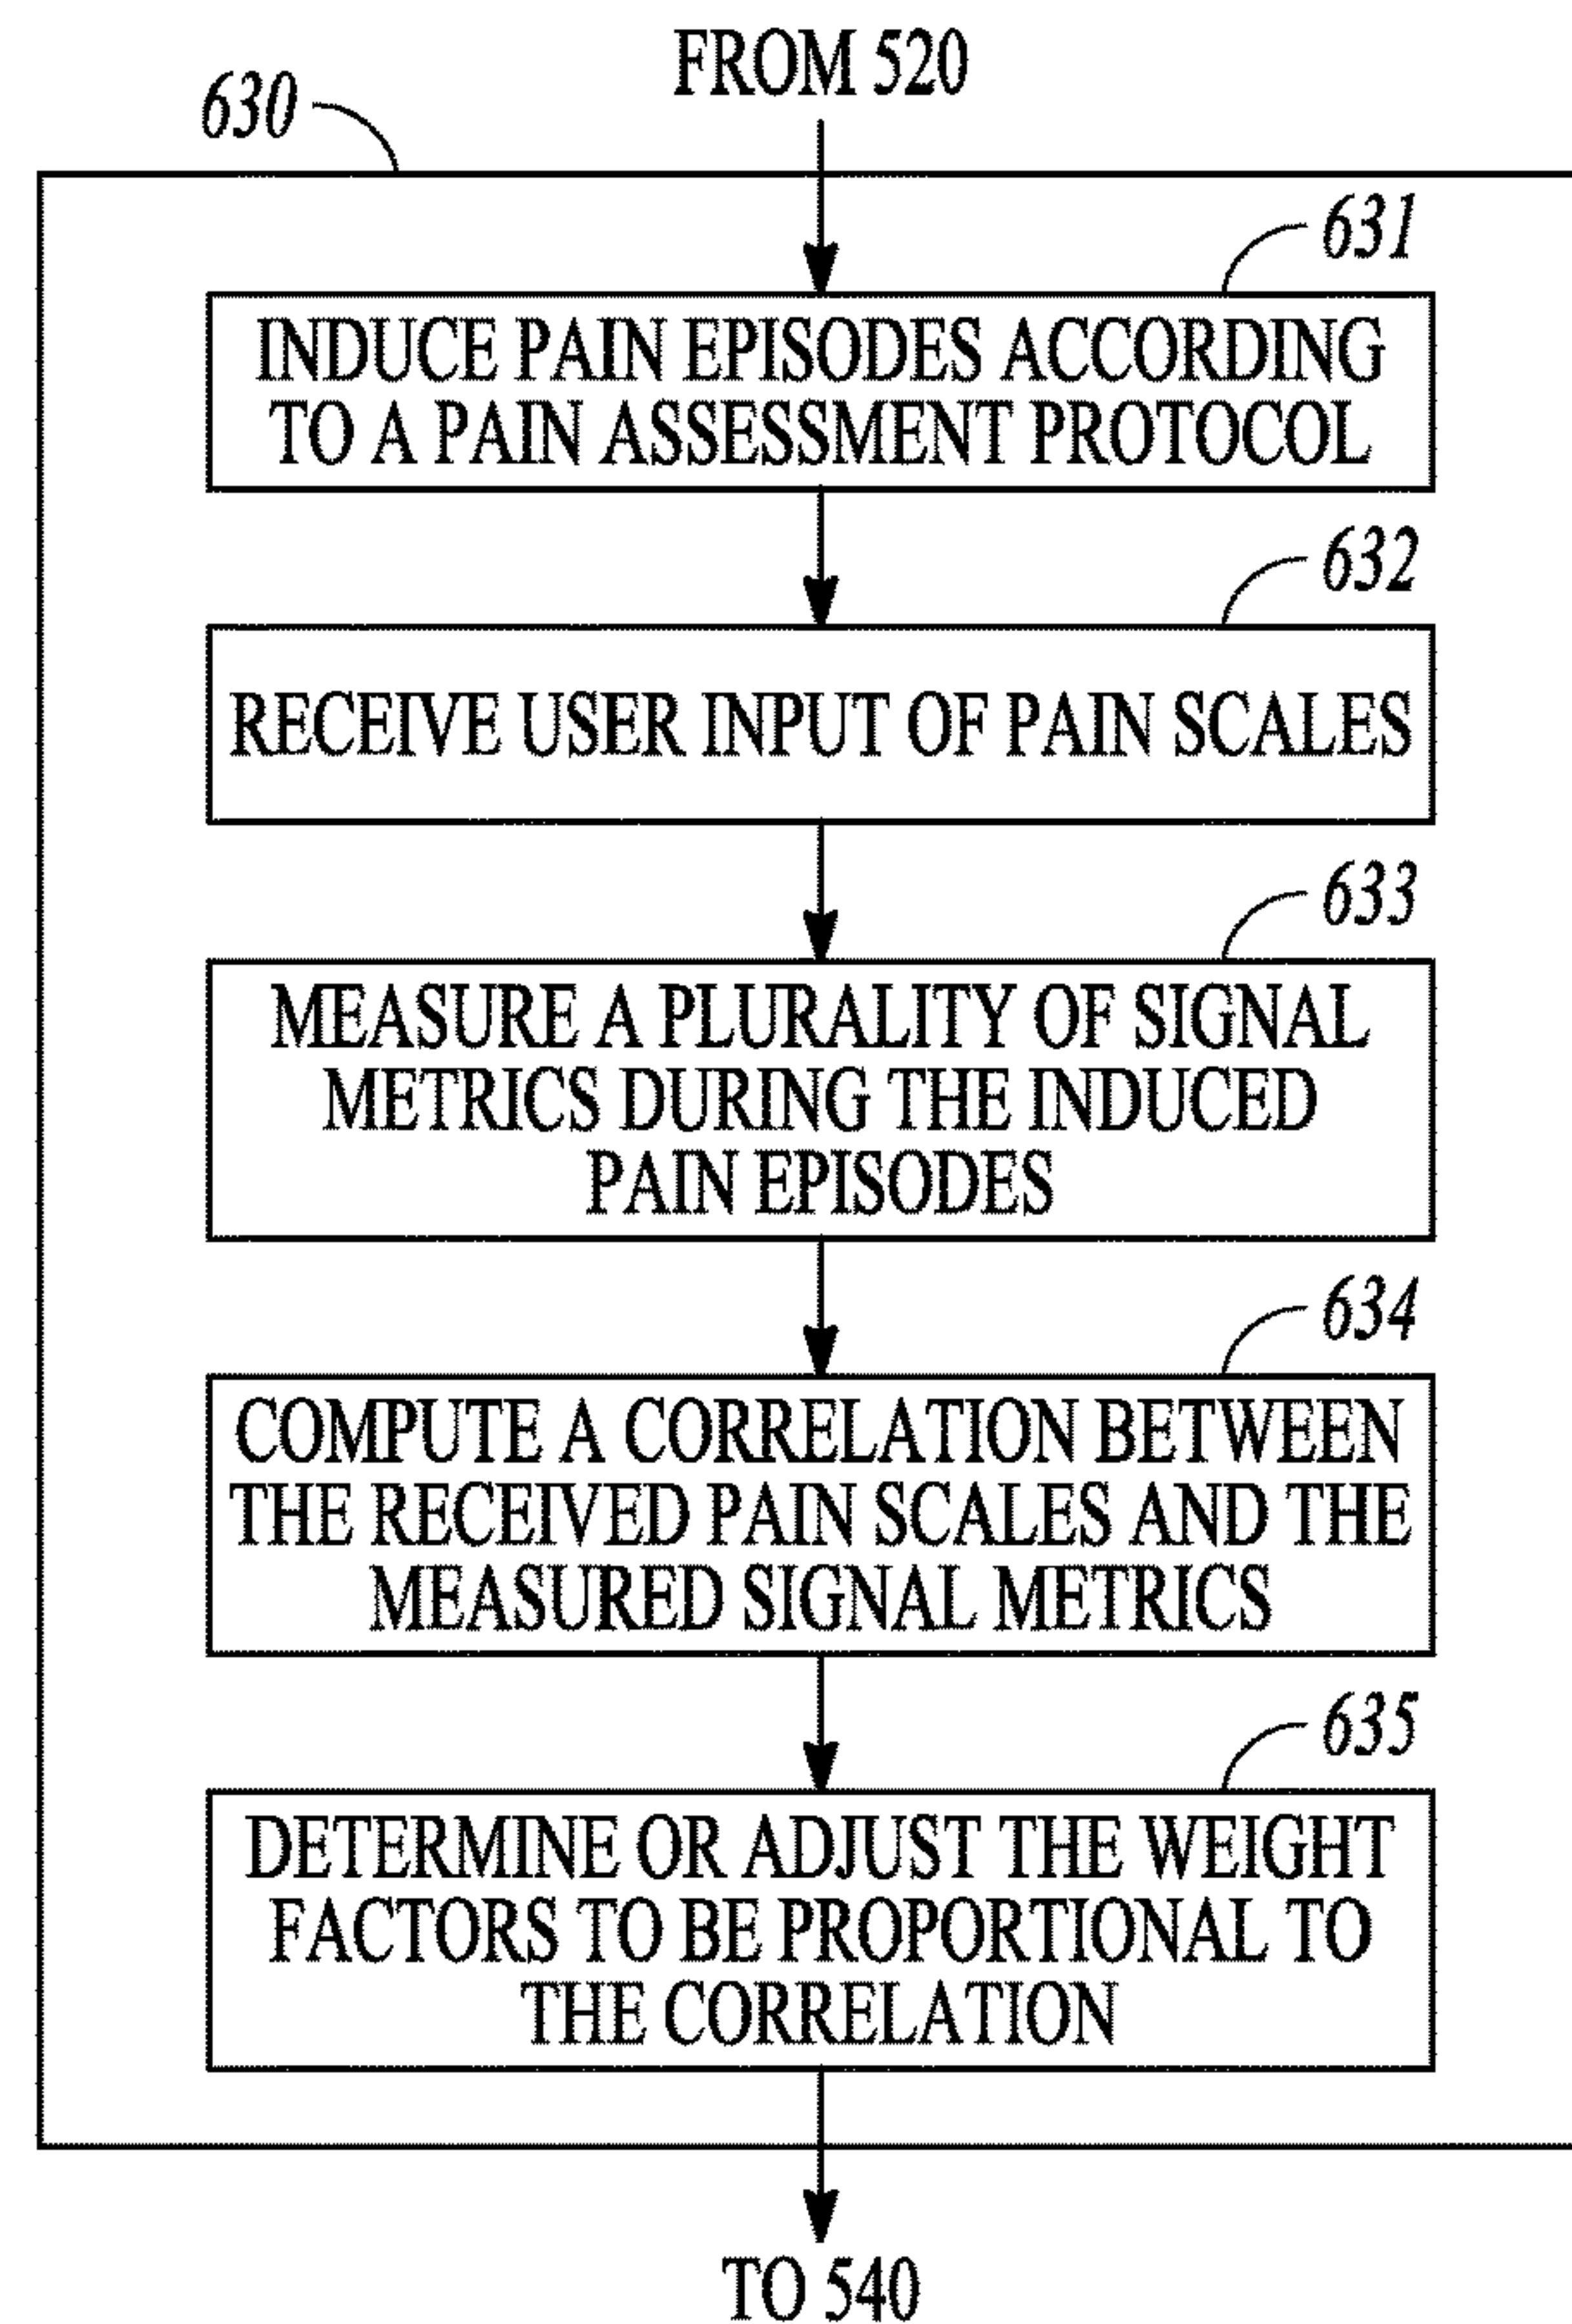 FROM 520
630
631
INDUCE PAIN EPISODES ACCORDING
TO A PAIN ASSESSMENT PROTOCOL
632
RECEIVE USER INPUT OF PAIN SCALES
633
MEASURE A PLURALITY OF SIGNAL
METRICS DURING THE INDUCED
PAIN EPISODES
634
COMPUTE A CORRELATION BETWEEN
THE RECEIVED PAIN SCALES AND THE
MEASURED SIGNAL METRICS
635
DETERMINE OR ADJUST THE WEIGHT
FACTORS TO BE PROPORTIONAL TO
THE CORRELATION
TO 540